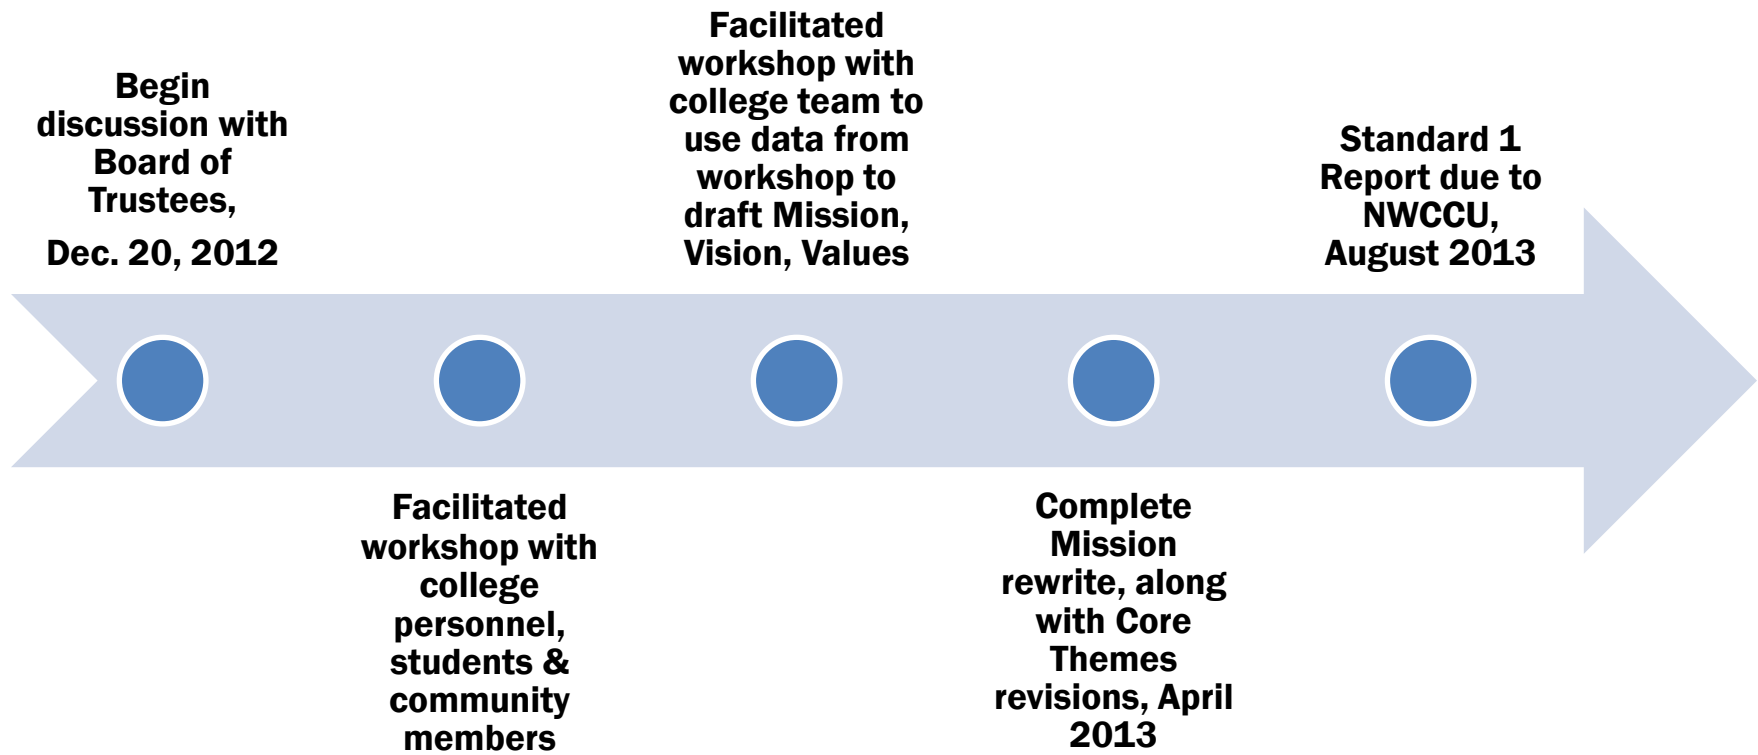 Begin
discussion with
Board of
Trustees,
Dec. 20, 2012
Facilitated
workshop with
college
personnel,
students &
community
members
Facilitated
workshop with
college team to
use data from
workshop to
draft Mission,
Vision, Values
Complete
Mission
rewrite, along
with Core
Themes
revisions, April
2013
Standard 1
Report due to
NWCCU,
August 2013